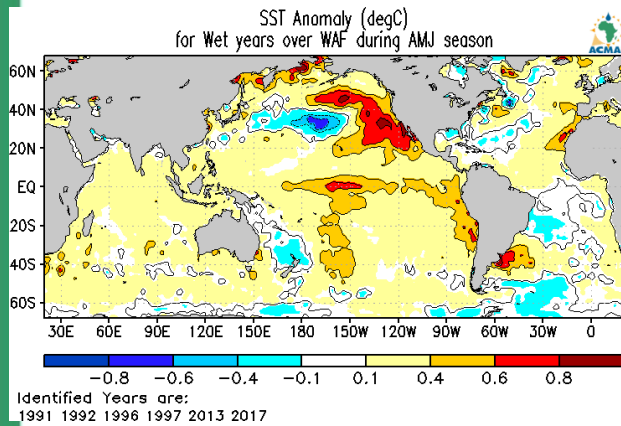 SST Anomaly (degC)
for Wet years over WAF during AMJ season
ACMA
60N
40N
20N
EQ
20S
40S
60S
30E 60E 90E 120E 150E 180 150W 120W 90W 60W 30W 0
-0.8 -0.6 -0.4 -0.1 0.1 0.4 0.6 0.8
Identified Years are:
1991 1992 1996 1997 2013 2017